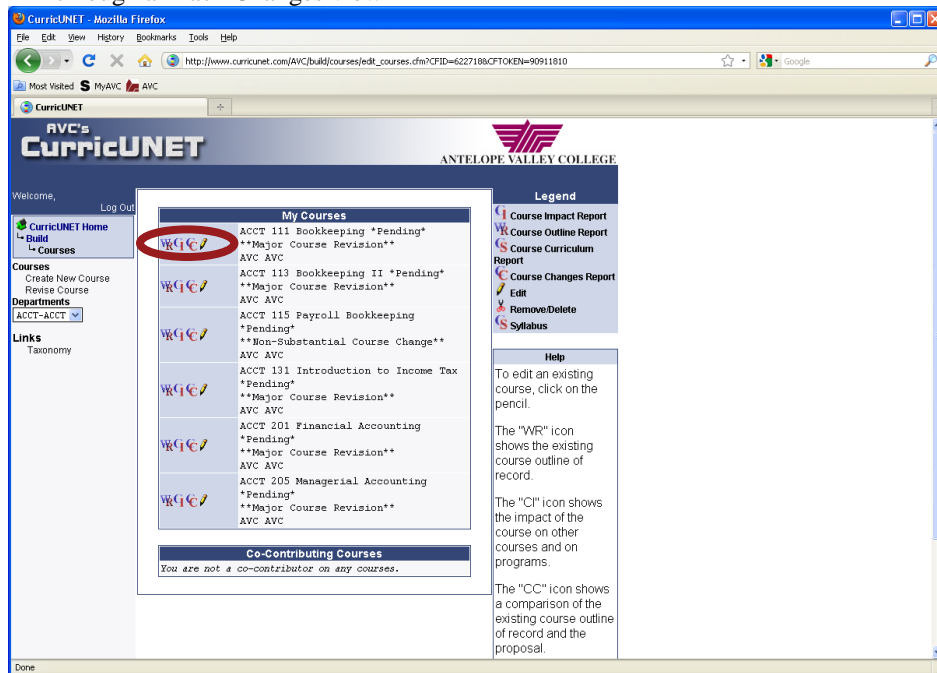 CurricUNET - Mozilla Firefox
File Edit View History Bookmarks Tools Help
http://www.curricunet.com/AVC/build/courses/edit_courses.cfm?CFID=622718&CFTOKEN=90911810
Google
Most Visited MyAVC AVC
CurricUNET
AVC's
CurricUNET
ANTELOPE VALLEY COLLEGE
Welcome,
Log Out
CurricUNET Home
Build
Courses
Courses
Create New Course
Revise Course
Departments
ACCT-ACCT
Links
Taxonomy
My Courses
ACCT 111 Bookkeeping *Pending*
**Major Course Revision**
AVC AVC
ACCT 113 Bookkeeping II *Pending*
**Major Course Revision**
AVC AVC
ACCT 115 Payroll Bookkeeping
*Pending*
**Non-Substantial Course Change**
AVC AVC
ACCT 131 Introduction to Income Tax
*Pending*
**Major Course Revision**
AVC AVC
ACCT 201 Financial Accounting
*Pending*
**Major Course Revision**
AVC AVC
ACCT 205 Managerial Accounting
*Pending*
**Major Course Revision**
AVC AVC
Co-Contributing Courses
You are not a co-contributor on any courses.
Legend
CI Course Impact Report
WR Course Outline Report
CS Course Curriculum
Report
CC Course Changes Report
Edit
Remove/Delete
CS Syllabus
Help
To edit an existing
course, click on the
pencil.
The "WR" icon
shows the existing
course outline of
record.
The "CI" icon shows
the impact of the
course on other
courses and on
programs.
The "CC" icon shows
a comparison of the
existing course outline
of record and the
proposal.
Done